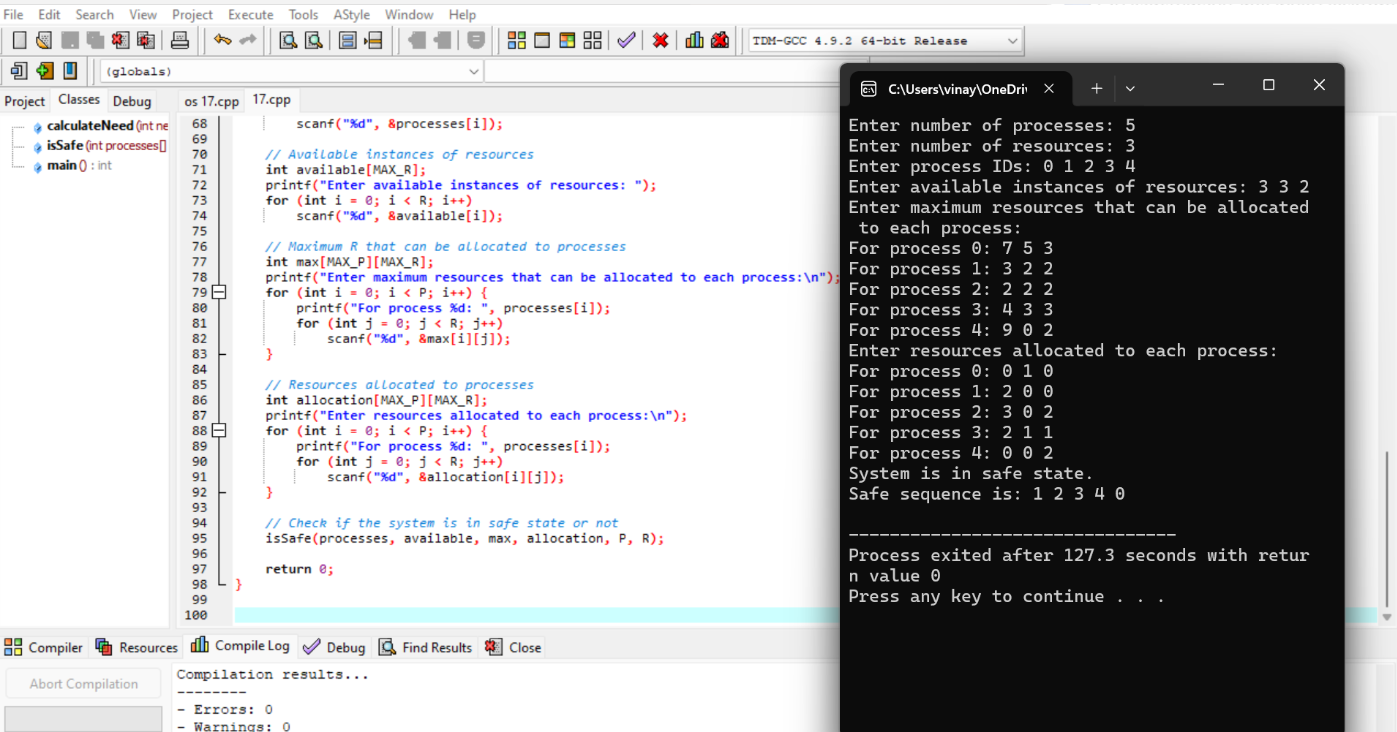 File Edit Search View Project Execute Tools AStyle Window Help
TDM-GCC 4.9.2 64-bit Release
(globals)
Project Classes Debug
calculateNeed (int ne
isSafe (int processes[]
main () : int
os 17.cpp 17.cpp
68 scanf("%d", &processes[i]);
69
70 // Available instances of resources
71 int available[MAX_R];
72 printf("Enter available instances of resources: ");
73 for (int i = 0; i < R; i++)
74 scanf("%d", &available[i]);
75
76 // Maximum R that can be allocated to processes
77 int max[MAX_P][MAX_R];
78 printf("Enter maximum resources that can be allocated to each process:\n");
79 for (int i = 0; i < P; i++) {
80 printf("For process %d: ", processes[i]);
81 for (int j = 0; j < R; j++)
82 scanf("%d", &max[i][j]);
83 }
84
85 // Resources allocated to processes
86 int allocation[MAX_P][MAX_R];
87 printf("Enter resources allocated to each process:\n");
88 for (int i = 0; i < P; i++) {
89 printf("For process %d: ", processes[i]);
90 for (int j = 0; j < R; j++)
91 scanf("%d", &allocation[i][j]);
92 }
93
94 // Check if the system is in safe state or not
95 isSafe(processes, available, max, allocation, P, R);
96
97 return 0;
98 }
99
100
C:\Users\vinay\OneDri
Enter number of processes: 5
Enter number of resources: 3
Enter process IDs: 0 1 2 3 4
Enter available instances of resources: 3 3 2
Enter maximum resources that can be allocated
to each process:
For process 0: 7 5 3
For process 1: 3 2 2
For process 2: 2 2 2
For process 3: 4 3 3
For process 4: 9 0 2
Enter resources allocated to each process:
For process 0: 0 1 0
For process 1: 2 0 0
For process 2: 3 0 2
For process 3: 2 1 1
For process 4: 0 0 2
System is in safe state.
Safe sequence is: 1 2 3 4 0
--------------------------------
Process exited after 127.3 seconds with retur
n value 0
Press any key to continue . . .
Compiler Resources Compile Log Debug Find Results Close
Abort Compilation
Compilation results...
--------
- Errors: 0
- Warnings: 0